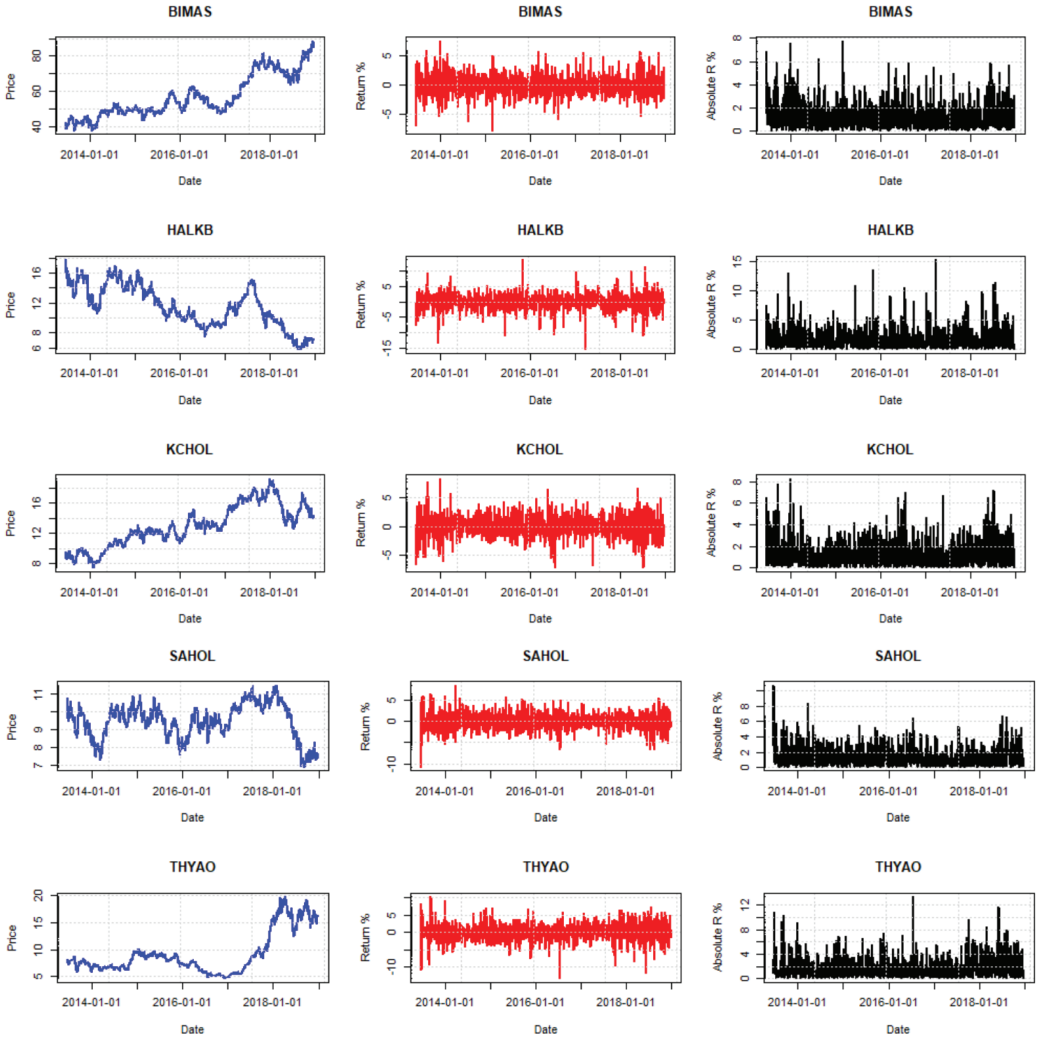 BIMAS BIMAS BIMAS
Price
40 60 80
2014-01-01 2016-01-01 2018-01-01
Date
Return %
-5 0 5
2014-01-01 2016-01-01 2018-01-01
Date
Absolute R %
0 2 4 6 8
2014-01-01 2016-01-01 2018-01-01
Date
HALKB HALKB HALKB
Price
6 8 12 16
2014-01-01 2016-01-01 2018-01-01
Date
Return %
-15 -5 5
2014-01-01 2016-01-01 2018-01-01
Date
Absolute R %
0 5 10 15
2014-01-01 2016-01-01 2018-01-01
Date
KCHOL KCHOL KCHOL
Price
8 12 16
2014-01-01 2016-01-01 2018-01-01
Date
Return %
-5 0 5
2014-01-01 2016-01-01 2018-01-01
Date
Absolute R %
0 2 4 6 8
2014-01-01 2016-01-01 2018-01-01
Date
SAHOL SAHOL SAHOL
Price
7 8 9 11
2014-01-01 2016-01-01 2018-01-01
Date
Return %
-10 0 5
2014-01-01 2016-01-01 2018-01-01
Date
Absolute R %
0 2 4 6 8
2014-01-01 2016-01-01 2018-01-01
Date
THYAO THYAO THYAO
Price
5 10 15 20
2014-01-01 2016-01-01 2018-01-01
Date
Return %
-10 0 5
2014-01-01 2016-01-01 2018-01-01
Date
Absolute R %
0 4 8 12
2014-01-01 2016-01-01 2018-01-01
Date